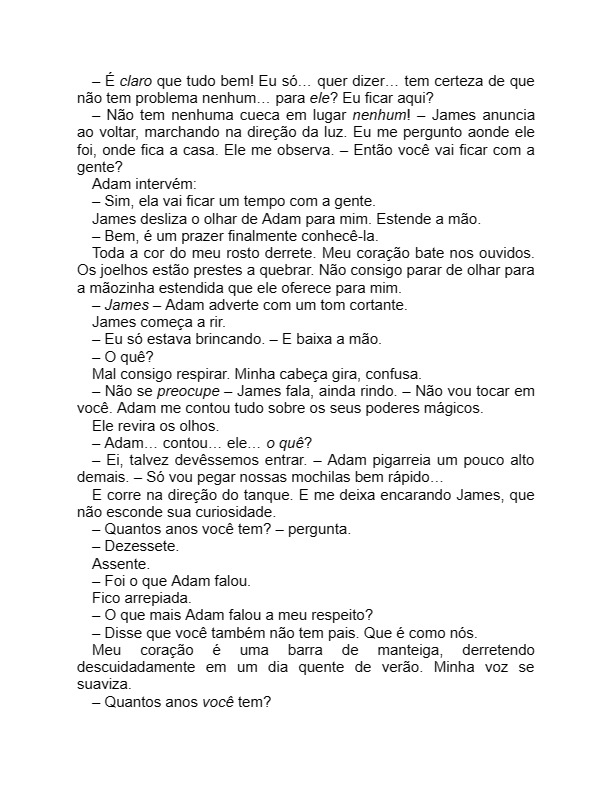 – É claro que tudo bem! Eu só… quer dizer… tem certeza de que
não tem problema nenhum… para ele? Eu ficar aqui?
– Não tem nenhuma cueca em lugar nenhum! – James anuncia
ao voltar, marchando na direção da luz. Eu me pergunto aonde ele
foi, onde fica a casa. Ele me observa. – Então você vai ficar com a
gente?
Adam intervém:
– Sim, ela vai ficar um tempo com a gente.
James desliza o olhar de Adam para mim. Estende a mão.
– Bem, é um prazer finalmente conhecê-la.
Toda a cor do meu rosto derrete. Meu coração bate nos ouvidos.
Os joelhos estão prestes a quebrar. Não consigo parar de olhar para
a mãozinha estendida que ele oferece para mim.
– James – Adam adverte com um tom cortante.
James começa a rir.
– Eu só estava brincando. – E baixa a mão.
– O quê?
Mal consigo respirar. Minha cabeça gira, confusa.
– Não se preocupe – James fala, ainda rindo. – Não vou tocar em
você. Adam me contou tudo sobre os seus poderes mágicos.
Ele revira os olhos.
– Adam… contou… ele… o quê?
– Ei, talvez devêssemos entrar. – Adam pigarreia um pouco alto
demais. – Só vou pegar nossas mochilas bem rápido…
E corre na direção do tanque. E me deixa encarando James, que
não esconde sua curiosidade.
– Quantos anos você tem? – pergunta.
– Dezessete.
Assente.
– Foi o que Adam falou.
Fico arrepiada.
– O que mais Adam falou a meu respeito?
– Disse que você também não tem pais. Que é como nós.
Meu coração é uma barra de manteiga, derretendo
descuidadamente em um dia quente de verão. Minha voz se
suaviza.
– Quantos anos você tem?